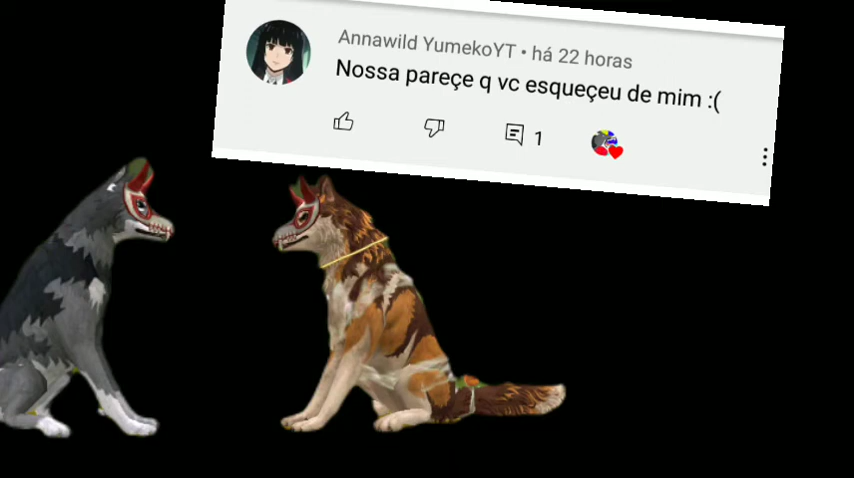 Annawild YumekoYT • há 22 horas
Nossa pareçe q vc esqueçeu de mim :(
1